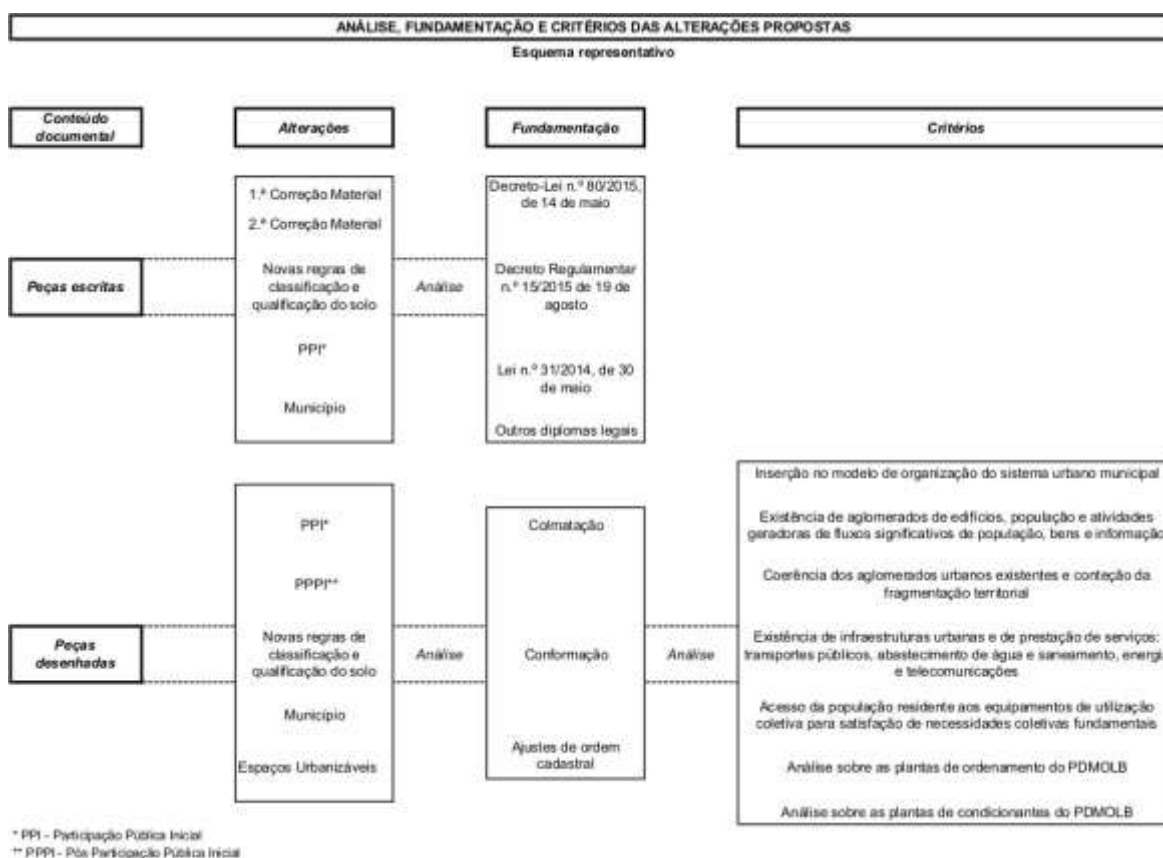 ANÁLISE, FUNDAMENTAÇÃO E CRITÉRIOS DAS ALTERAÇÕES PROPOSTAS
Esquema representativo
Conteúdo
documental
Alterações
Fundamentação
Critérios
1.ª Correção Material
2.ª Correção Material
Novas regras de
classificação e
qualificação do solo
PPI*
Município
Decreto-Lei n.º 80/2015,
de 14 de maio
Decreto Regulamentar
n.º 15/2015 de 19 de
agosto
Lei n.º 31/2014, de 30
de maio
Outros diplomas legais
Peças escritas
Análise
Peças
desenhadas
PPI*
PPPI**
Novas regras de
classificação e
qualificação do solo
Município
Espaços Urbanizáveis
Análise
Colmatação
Conformação
Ajustes de ordem
cadastral
Análise
Inserção no modelo de organização do sistema urbano municipal
Existência de aglomerados de edifícios, população e atividades
geradoras de fluxos significativos de população, bens e informação
Coerência dos aglomerados urbanos existentes e conteção da
fragmentação territorial
Existência de infraestruturas urbanas e de prestação de serviços:
transportes públicos, abastecimento de água e saneamento, energia
e telecomunicações
Acesso da população residente aos equipamentos de utilização
coletiva para satisfação de necessidades coletivas fundamentais
Análise sobre as plantas de ordenamento do PDMOLB
Análise sobre as plantas de condicionantes do PDMOLB
* PPI - Participação Pública Inicial
** PPPI - Pós Participação Pública Inicial